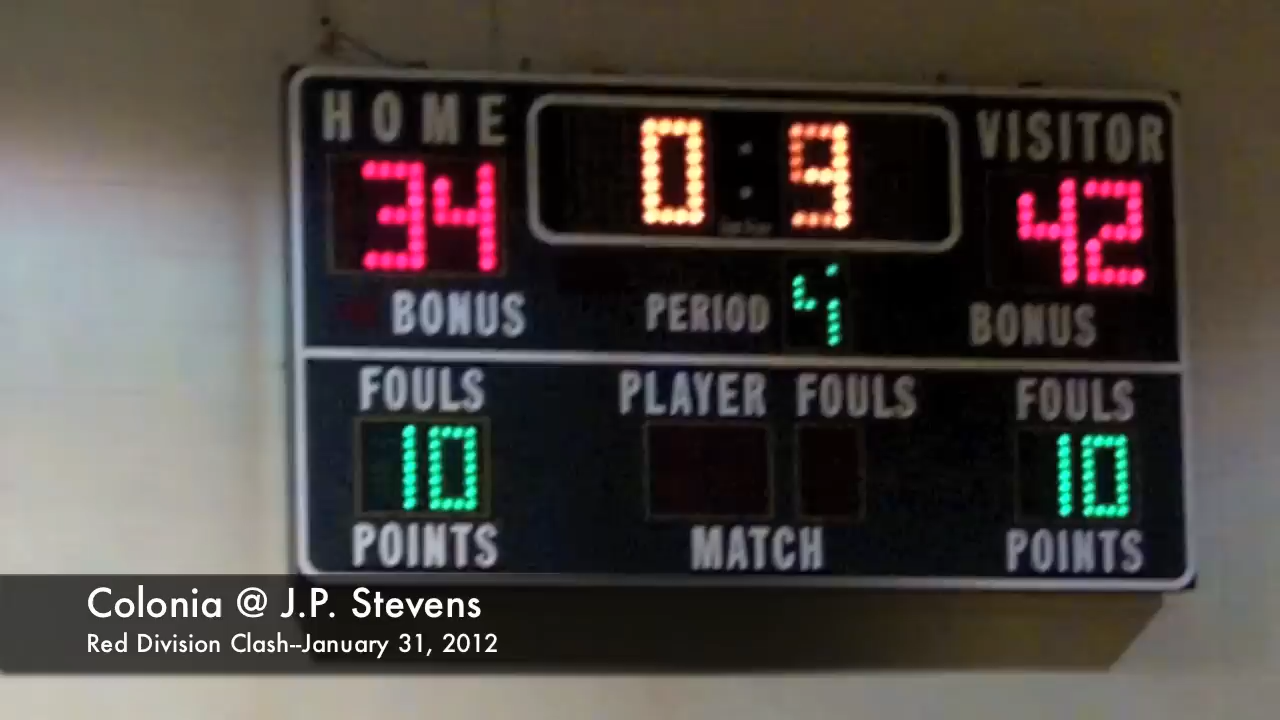 HOME 0:9 VISITOR
34 42
BONUS PERIOD 4 BONUS
FOULS PLAYER FOULS FOULS
10 10
POINTS MATCH POINTS
Colonia @ J.P. Stevens
Red Division Clash--January 31, 2012